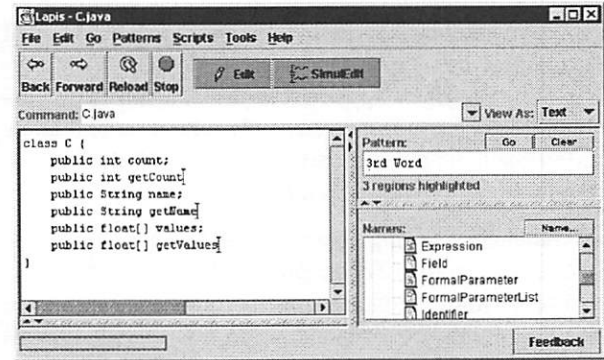 Lapis - C.java
File Edit Go Patterns Scripts Tools Help
Back Forward Reload Stop Edit SimulEdit
Command: C.java View As: Text
class C {
public int count;
public int getCount
public String name;
public String getName
public float[] values;
public float[] getValues
}
Pattern: Go Clear
3rd Word
3 regions highlighted
Names: Name...
Expression
Field
FormalParameter
FormalParameterList
Identifier
Feedback